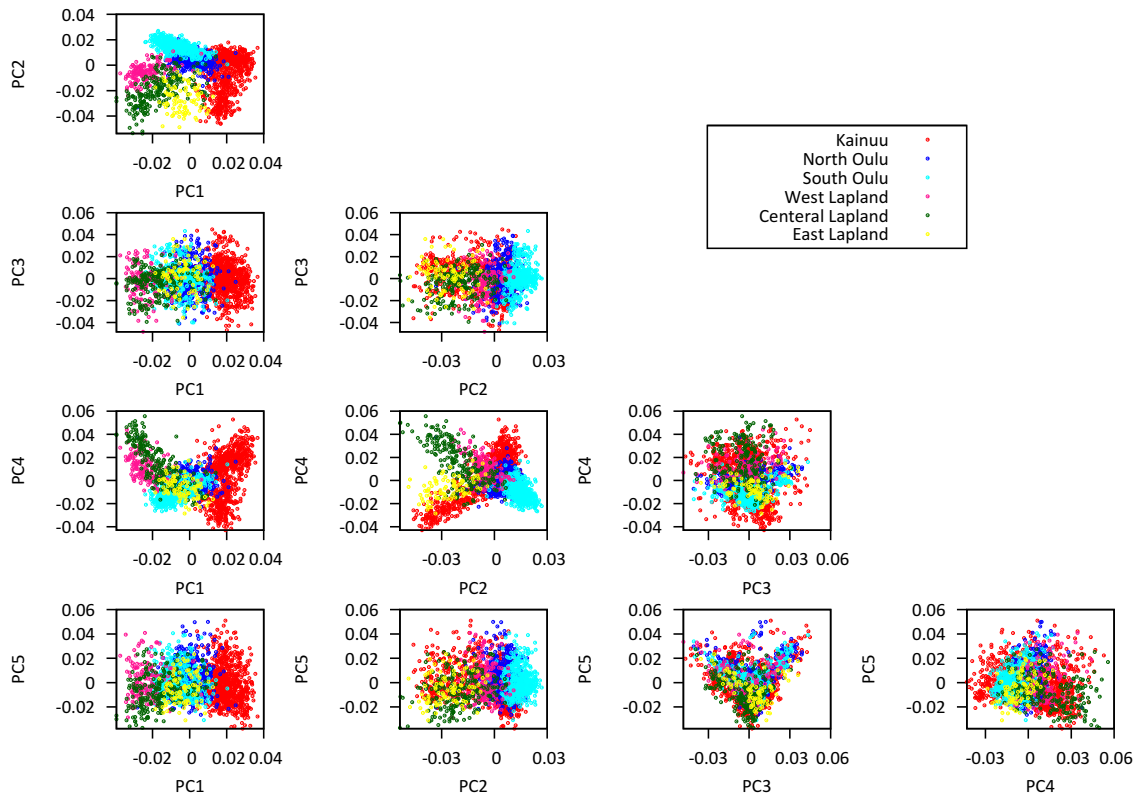 0.04
0.02
0
-0.02
-0.04
PC2
-0.02 0 0.02 0.04
PC1
Kainuu
North Oulu
South Oulu
West Lapland
Centeral Lapland
East Lapland
0.06
0.04
0.02
0
-0.02
-0.04
PC3
-0.02 0 0.02 0.04
PC1
0.06
0.04
0.02
0
-0.02
-0.04
PC3
-0.03 0 0.03
PC2
0.06
0.04
0.02
0
-0.02
-0.04
PC4
-0.02 0 0.02 0.04
PC1
0.06
0.04
0.02
0
-0.02
-0.04
PC4
-0.03 0 0.03
PC2
0.06
0.04
0.02
0
-0.02
-0.04
PC4
-0.03 0 0.03 0.06
PC3
0.06
0.04
0.02
0
-0.02
PC5
-0.02 0 0.02 0.04
PC1
0.06
0.04
0.02
0
-0.02
PC5
-0.03 0 0.03
PC2
0.06
0.04
0.02
0
-0.02
PC5
-0.03 0 0.03 0.06
PC3
0.06
0.04
0.02
0
-0.02
PC5
-0.03 0 0.03 0.06
PC4